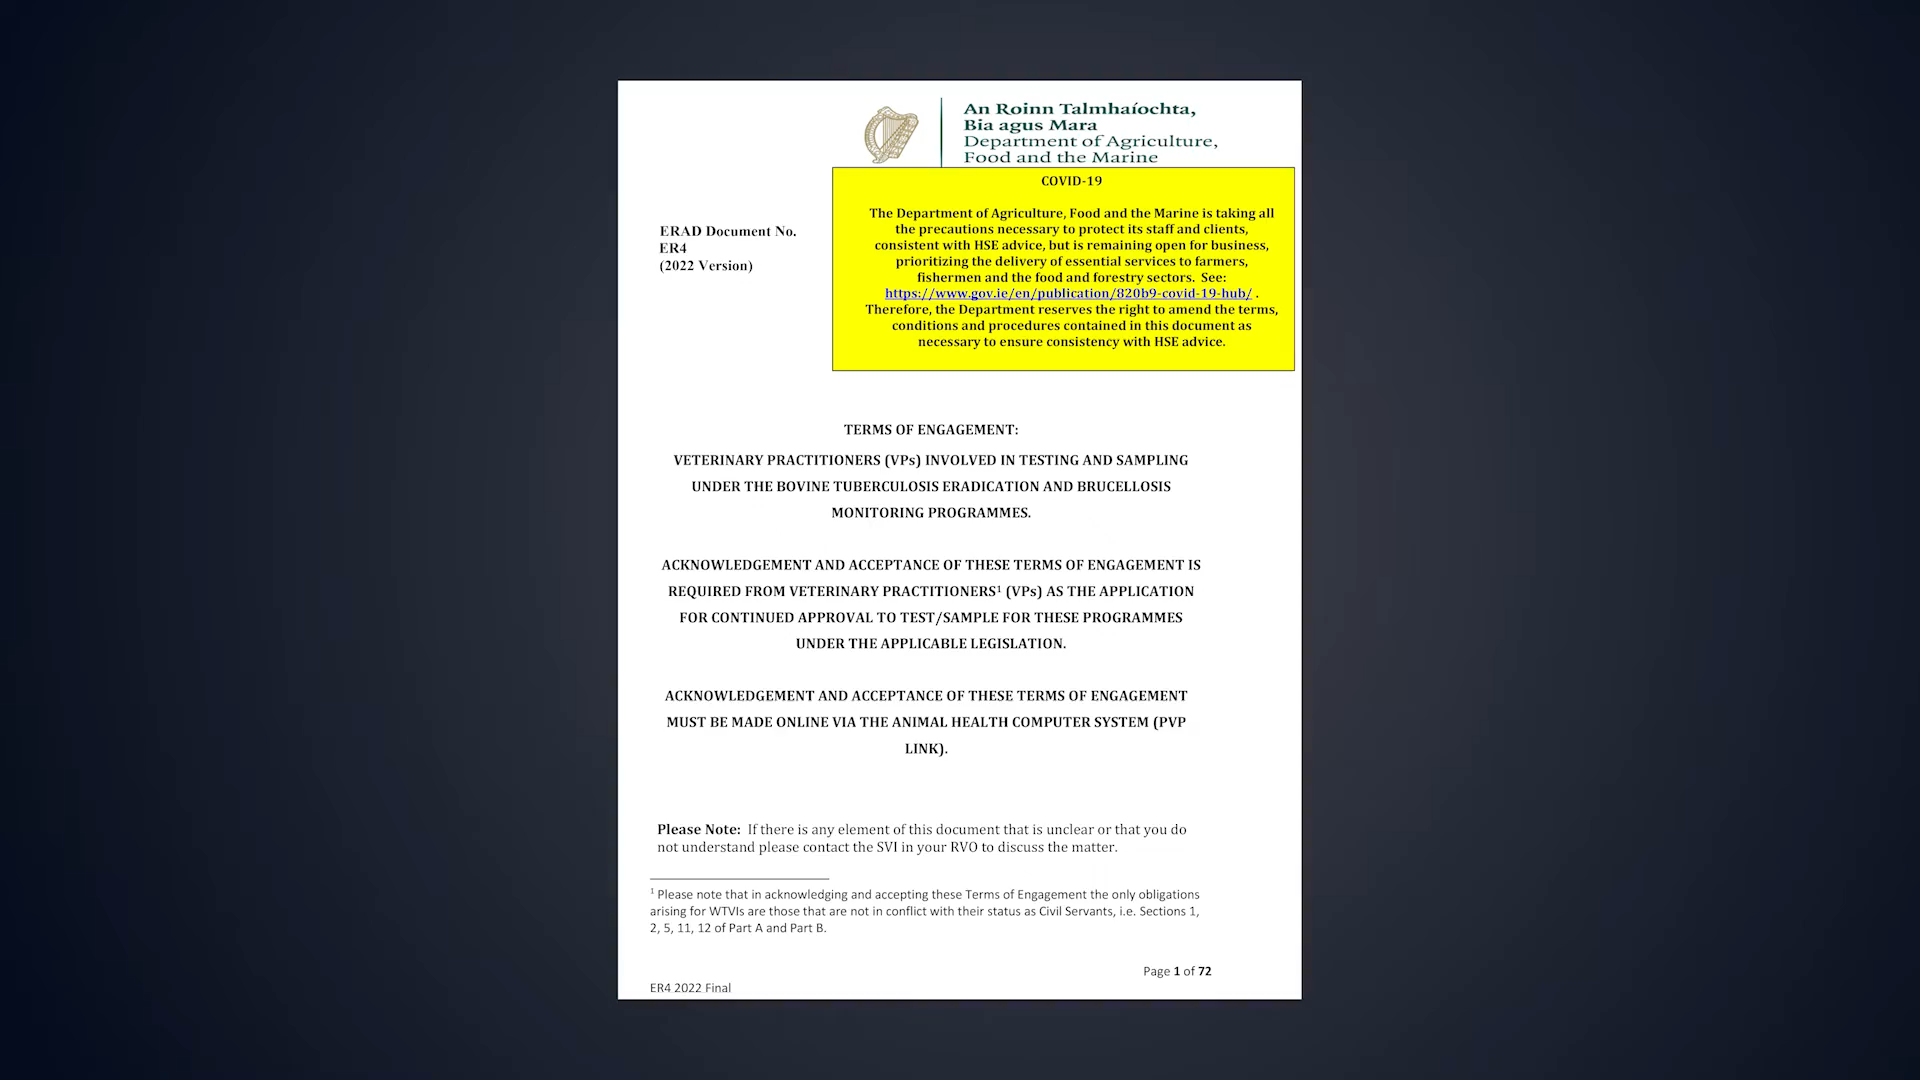 An Roinn Talmhaíochta,
Bia agus Mara
Department of Agriculture,
Food and the Marine
ERAD Document No.
ER4
(2022 Version)
COVID-19
The Department of Agriculture, Food and the Marine is taking all
the precautions necessary to protect its staff and clients,
consistent with HSE advice, but is remaining open for business,
prioritizing the delivery of essential services to farmers,
fishermen and the food and forestry sectors. See:
https://www.gov.ie/en/publication/820b9-covid-19-hub/ .
Therefore, the Department reserves the right to amend the terms,
conditions and procedures contained in this document as
necessary to ensure consistency with HSE advice.
TERMS OF ENGAGEMENT:
VETERINARY PRACTITIONERS (VPs) INVOLVED IN TESTING AND SAMPLING
UNDER THE BOVINE TUBERCULOSIS ERADICATION AND BRUCELLOSIS
MONITORING PROGRAMMES.
ACKNOWLEDGEMENT AND ACCEPTANCE OF THESE TERMS OF ENGAGEMENT IS
REQUIRED FROM VETERINARY PRACTITIONERS¹ (VPs) AS THE APPLICATION
FOR CONTINUED APPROVAL TO TEST/SAMPLE FOR THESE PROGRAMMES
UNDER THE APPLICABLE LEGISLATION.
ACKNOWLEDGEMENT AND ACCEPTANCE OF THESE TERMS OF ENGAGEMENT
MUST BE MADE ONLINE VIA THE ANIMAL HEALTH COMPUTER SYSTEM (PVP
LINK).
Please Note: If there is any element of this document that is unclear or that you do
not understand please contact the SVI in your RVO to discuss the matter.
¹ Please note that in acknowledging and accepting these Terms of Engagement the only obligations
arising for WTVIs are those that are not in conflict with their status as Civil Servants, i.e. Sections 1,
2, 5, 11, 12 of Part A and Part B.
Page 1 of 72
ER4 2022 Final